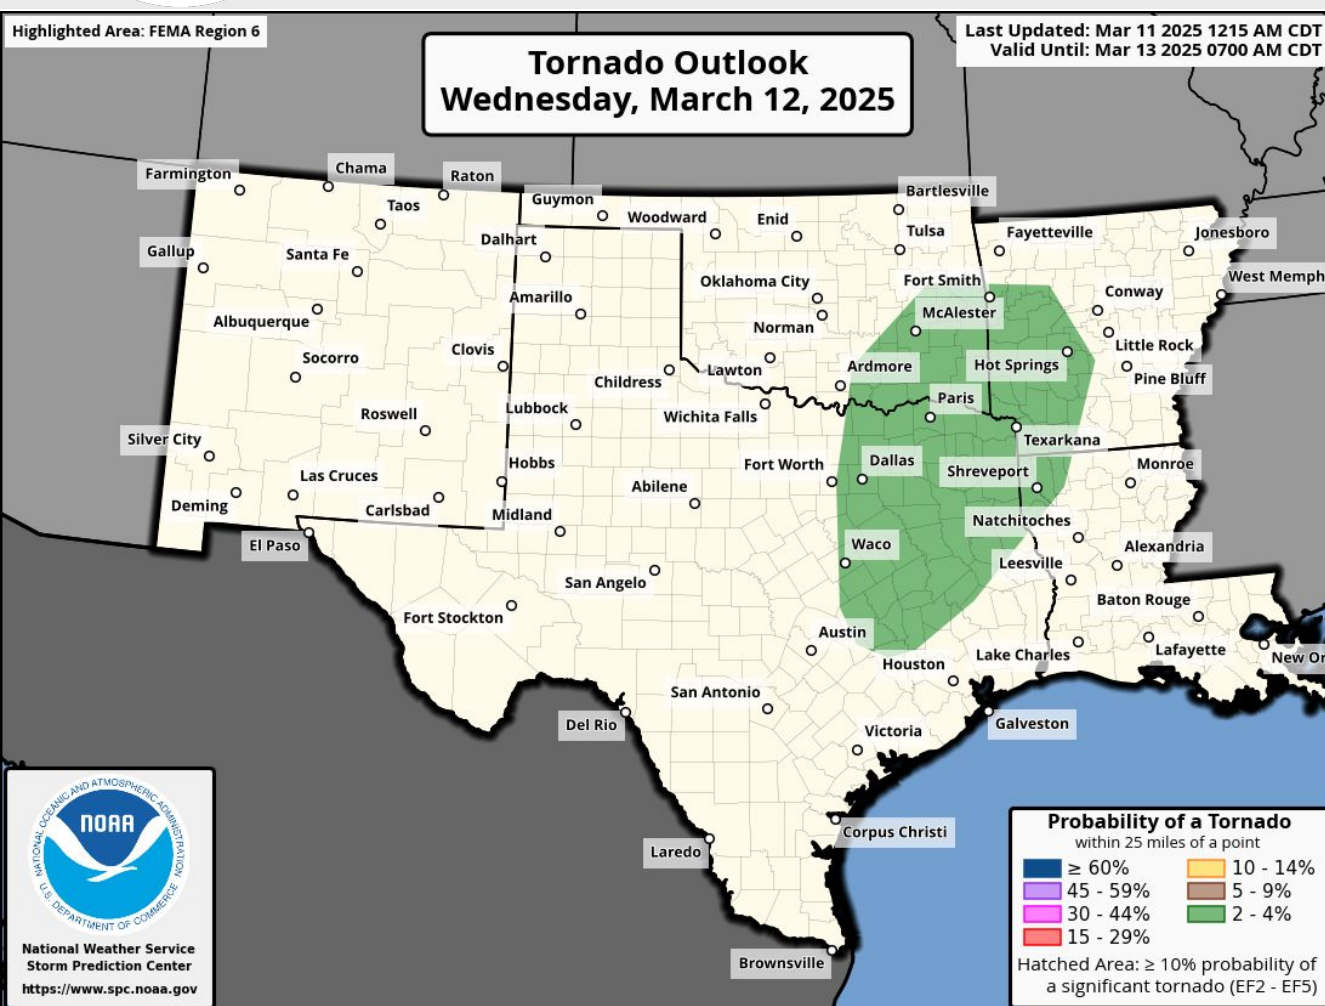 Highlighted Area: FEMA Region 6
Last Updated: Mar 11 2025 1215 AM CDT
Valid Until: Mar 13 2025 0700 AM CDT
Tornado Outlook
Wednesday, March 12, 2025
Farmington
Chama
Raton
Taos
Guymon
Woodward
Enid
Bartlesville
Tulsa
Fayetteville
Jonesboro
Gallup
Santa Fe
Dalhart
Oklahoma City
Fort Smith
Conway
West Memph
Amarillo
Albuquerque
Norman
McAlester
Little Rock
Socorro
Clovis
Childress
Lawton
Ardmore
Hot Springs
Pine Bluff
Roswell
Lubbock
Wichita Falls
Paris
Silver City
Texarkana
Las Cruces
Hobbs
Fort Worth
Dallas
Shreveport
Monroe
Deming
Carlsbad
Midland
Abilene
Natchitoches
El Paso
Waco
Alexandria
San Angelo
Leesville
Fort Stockton
Baton Rouge
Austin
Houston
Lake Charles
Lafayette
New Or
San Antonio
Del Rio
Galveston
Victoria
Corpus Christi
Laredo
Brownsville
NATIONAL OCEANIC AND ATMOSPHERIC ADMINISTRATION
NOAA
U.S. DEPARTMENT OF COMMERCE
National Weather Service
Storm Prediction Center
https://www.spc.noaa.gov
Probability of a Tornado
within 25 miles of a point
≥ 60%
10 - 14%
45 - 59%
5 - 9%
30 - 44%
2 - 4%
15 - 29%
Hatched Area: ≥ 10% probability of
a significant tornado (EF2 - EF5)